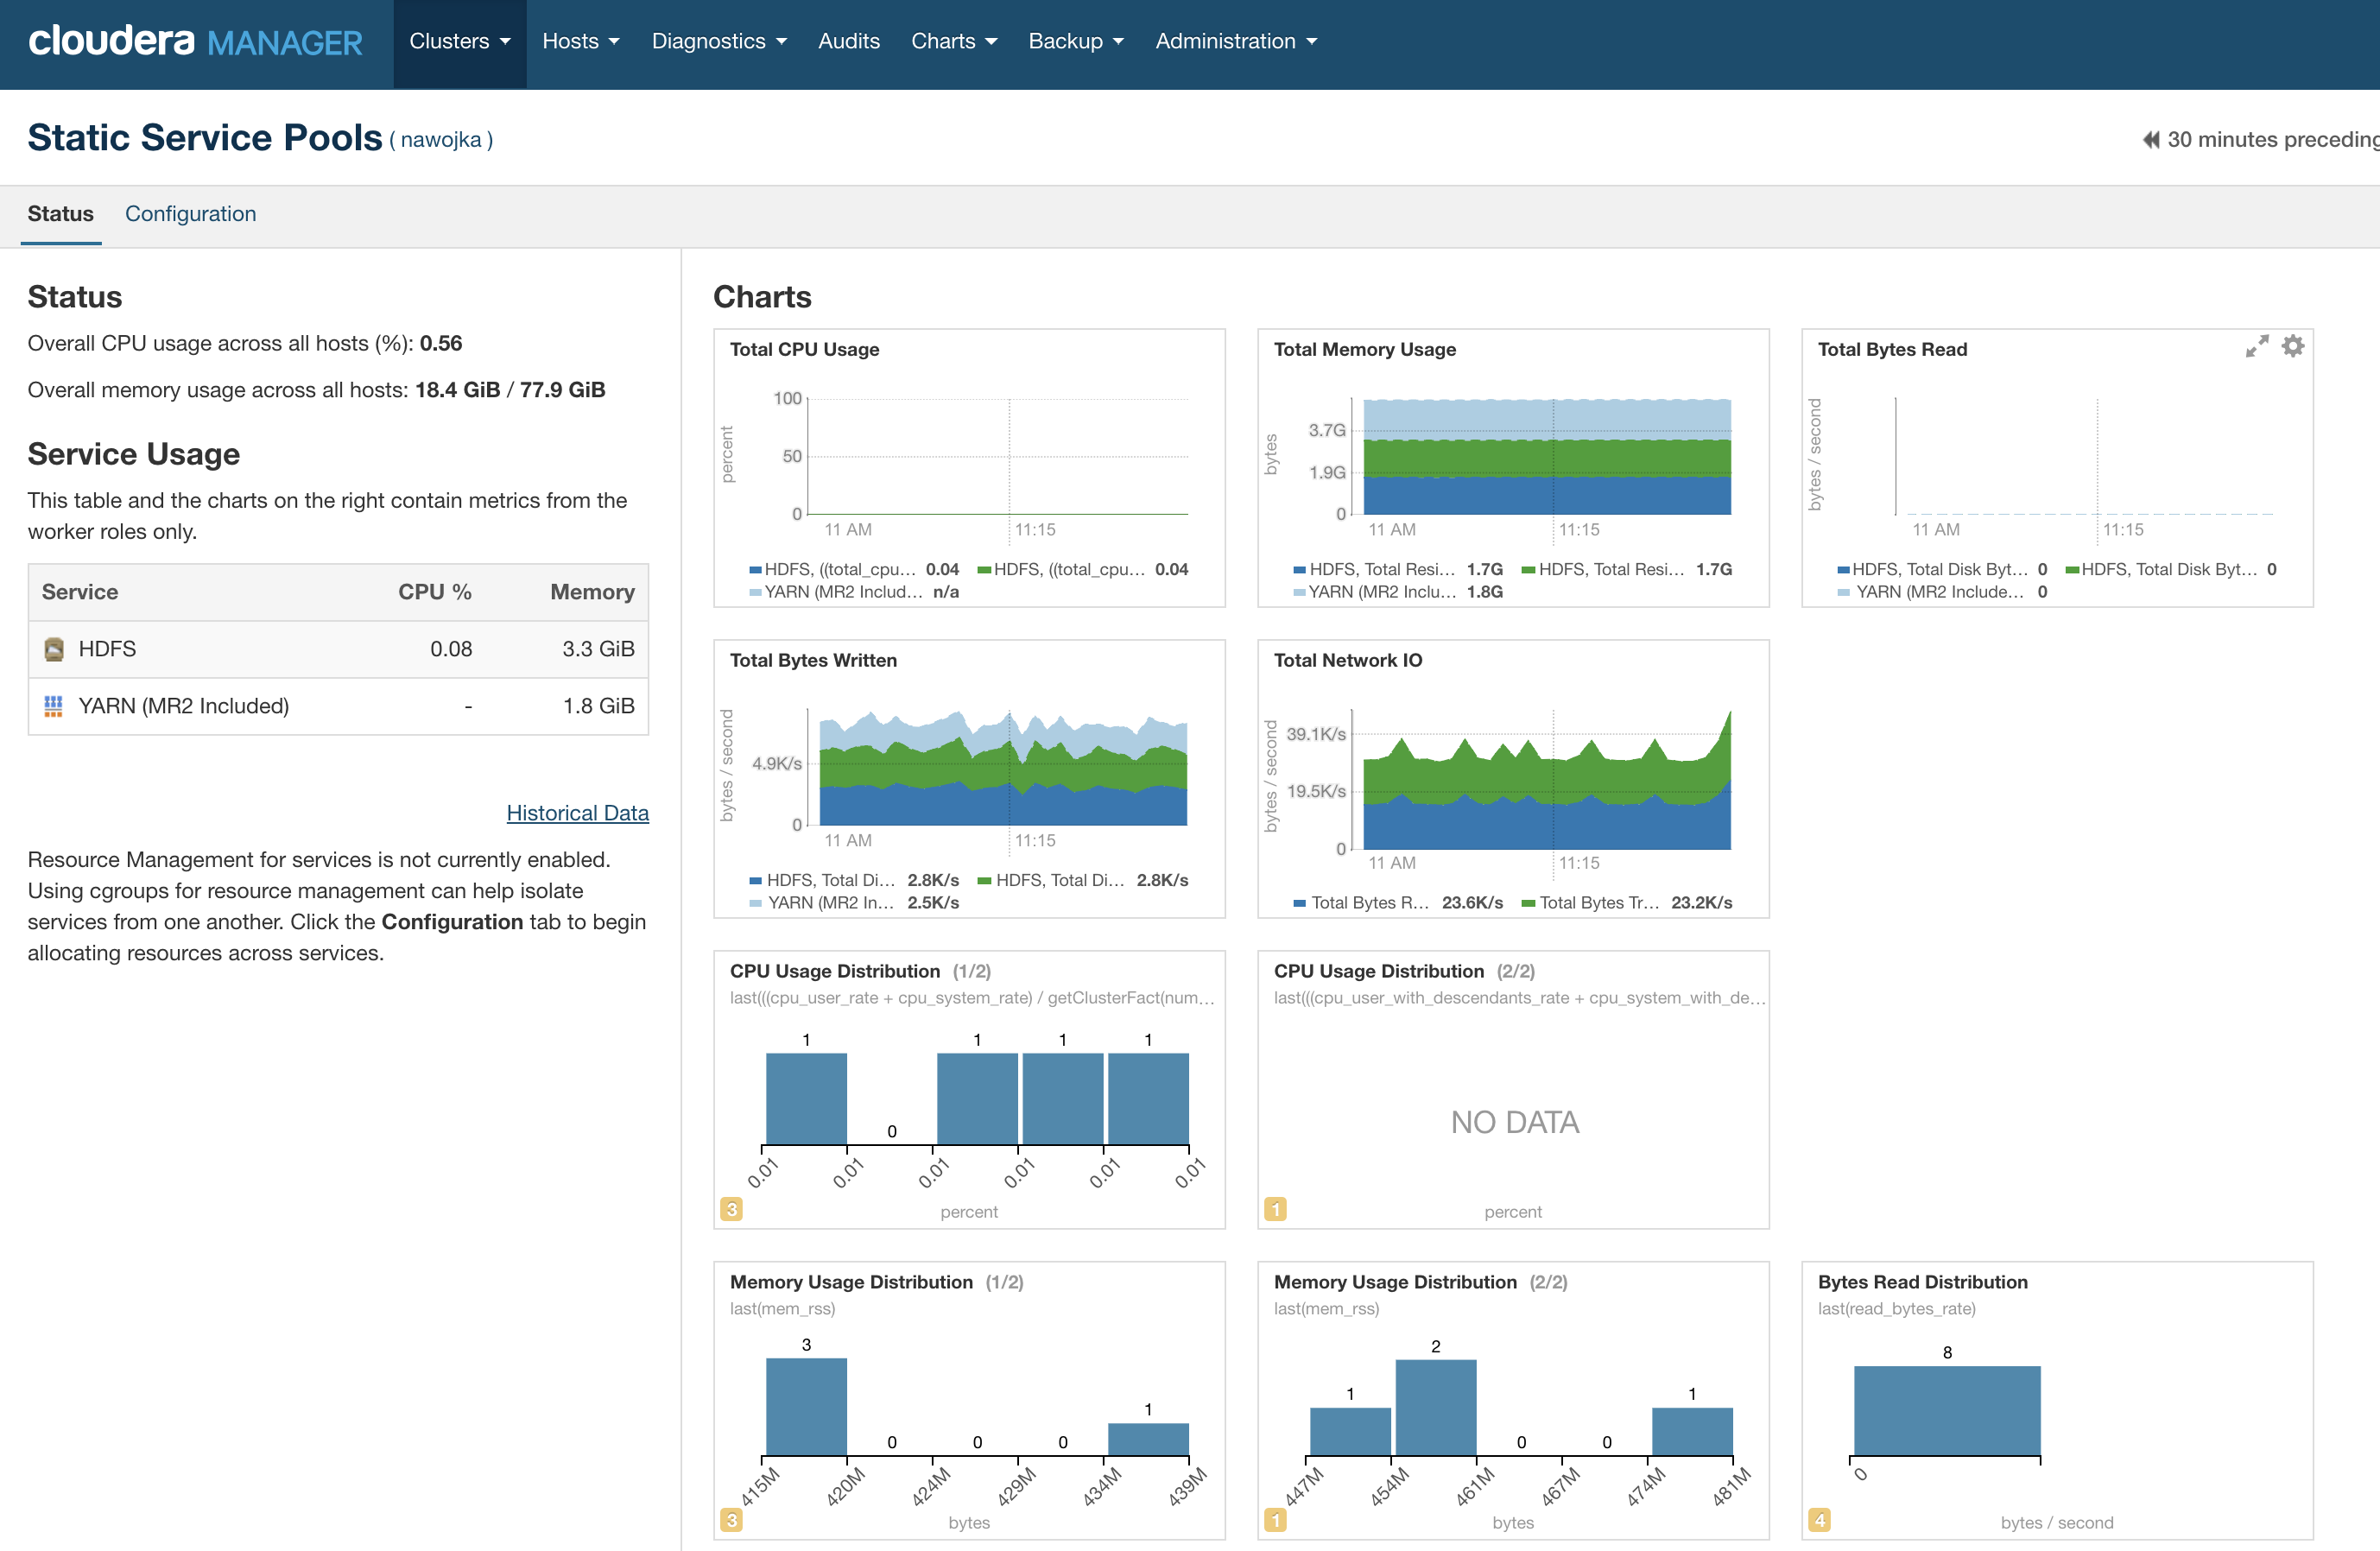 cloudera MANAGER Clusters Hosts Diagnostics Audits Charts Backup Administration
Static Service Pools ( nawojka )
30 minutes preceding
Status Configuration
Status
Overall CPU usage across all hosts (%): 0.56
Overall memory usage across all hosts: 18.4 GiB / 77.9 GiB
Service Usage
This table and the charts on the right contain metrics from the
worker roles only.
Service CPU % Memory
HDFS 0.08 3.3 GiB
YARN (MR2 Included) - 1.8 GiB
Historical Data
Resource Management for services is not currently enabled.
Using cgroups for resource management can help isolate
services from one another. Click the Configuration tab to begin
allocating resources across services.
Charts
Total CPU Usage
percent
100
50
0
11 AM 11:15
HDFS, ((total_cpu... 0.04 HDFS, ((total_cpu... 0.04
YARN (MR2 Includ... n/a
Total Memory Usage
bytes
3.7G
1.9G
0
11 AM 11:15
HDFS, Total Resi... 1.7G HDFS, Total Resi... 1.7G
YARN (MR2 Inclu... 1.8G
Total Bytes Read
bytes / second
11 AM 11:15
HDFS, Total Disk Byt... 0 HDFS, Total Disk Byt... 0
YARN (MR2 Include... 0
Total Bytes Written
bytes / second
4.9K/s
0
11 AM 11:15
HDFS, Total Di... 2.8K/s HDFS, Total Di... 2.8K/s
YARN (MR2 In... 2.5K/s
Total Network IO
bytes / second
39.1K/s
19.5K/s
0
11 AM 11:15
Total Bytes R... 23.6K/s Total Bytes Tr... 23.2K/s
CPU Usage Distribution (1/2)
last(((cpu_user_rate + cpu_system_rate) / getClusterFact(num...
1 0 1 1 1
0.01 0.01 0.01 0.01 0.01 0.01
3 percent
CPU Usage Distribution (2/2)
last(((cpu_user_with_descendants_rate + cpu_system_with_de...
NO DATA
1 percent
Memory Usage Distribution (1/2)
last(mem_rss)
3 0 0 0 1
415M 420M 424M 429M 434M 439M
3 bytes
Memory Usage Distribution (2/2)
last(mem_rss)
1 2 0 0 1
447M 454M 461M 467M 474M 481M
1 bytes
Bytes Read Distribution
last(read_bytes_rate)
8
0
4 bytes / second